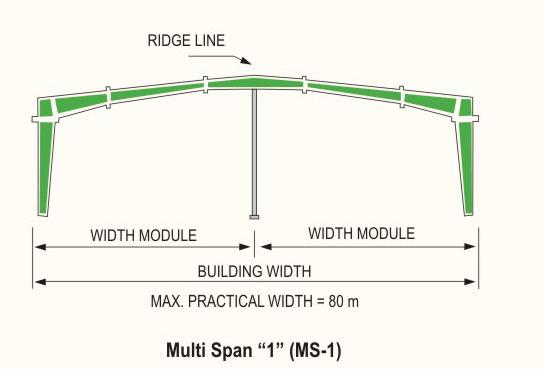 RIDGE LINE
WIDTH MODULE
WIDTH MODULE
BUILDING WIDTH
MAX. PRACTICAL WIDTH = 80 m
Multi Span “1” (MS-1)